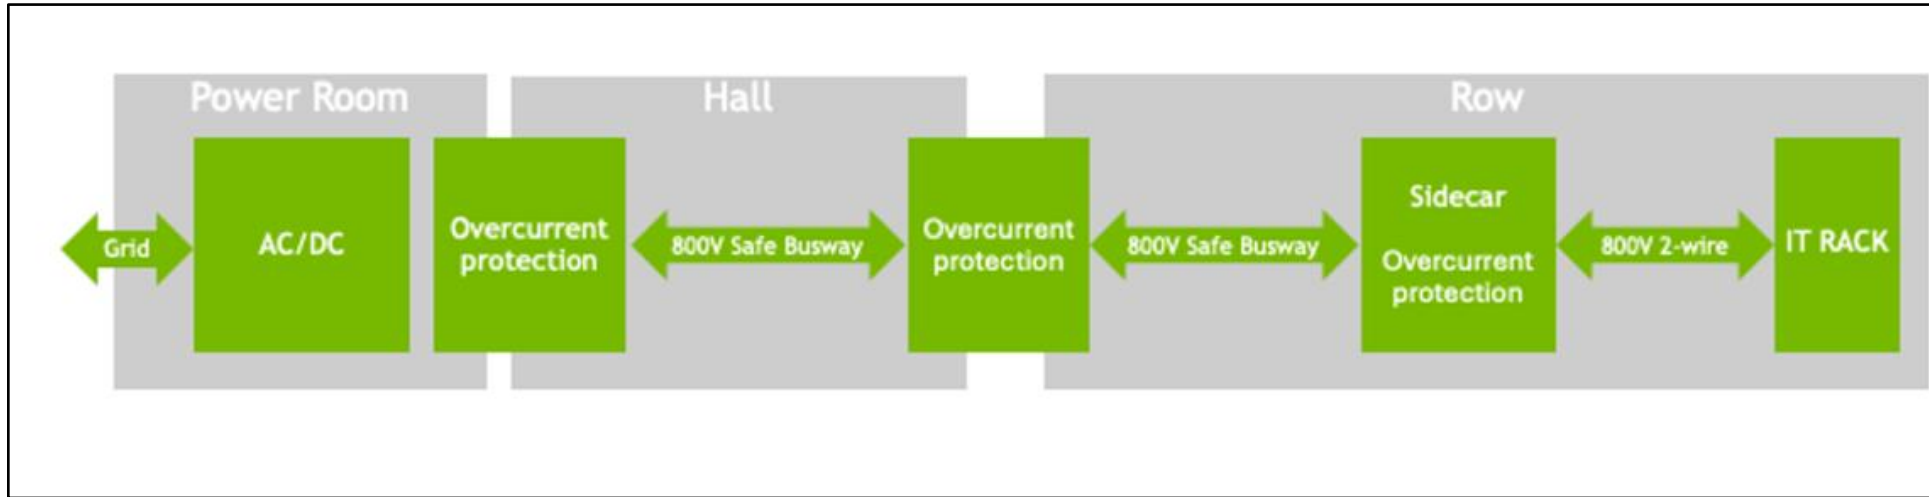 Power Room
Hall
Row
Grid
AC/DC
Overcurrent
protection
800V Safe Busway
Overcurrent
protection
800V Safe Busway
Sidecar
Overcurrent
protection
800V 2-wire
IT RACK